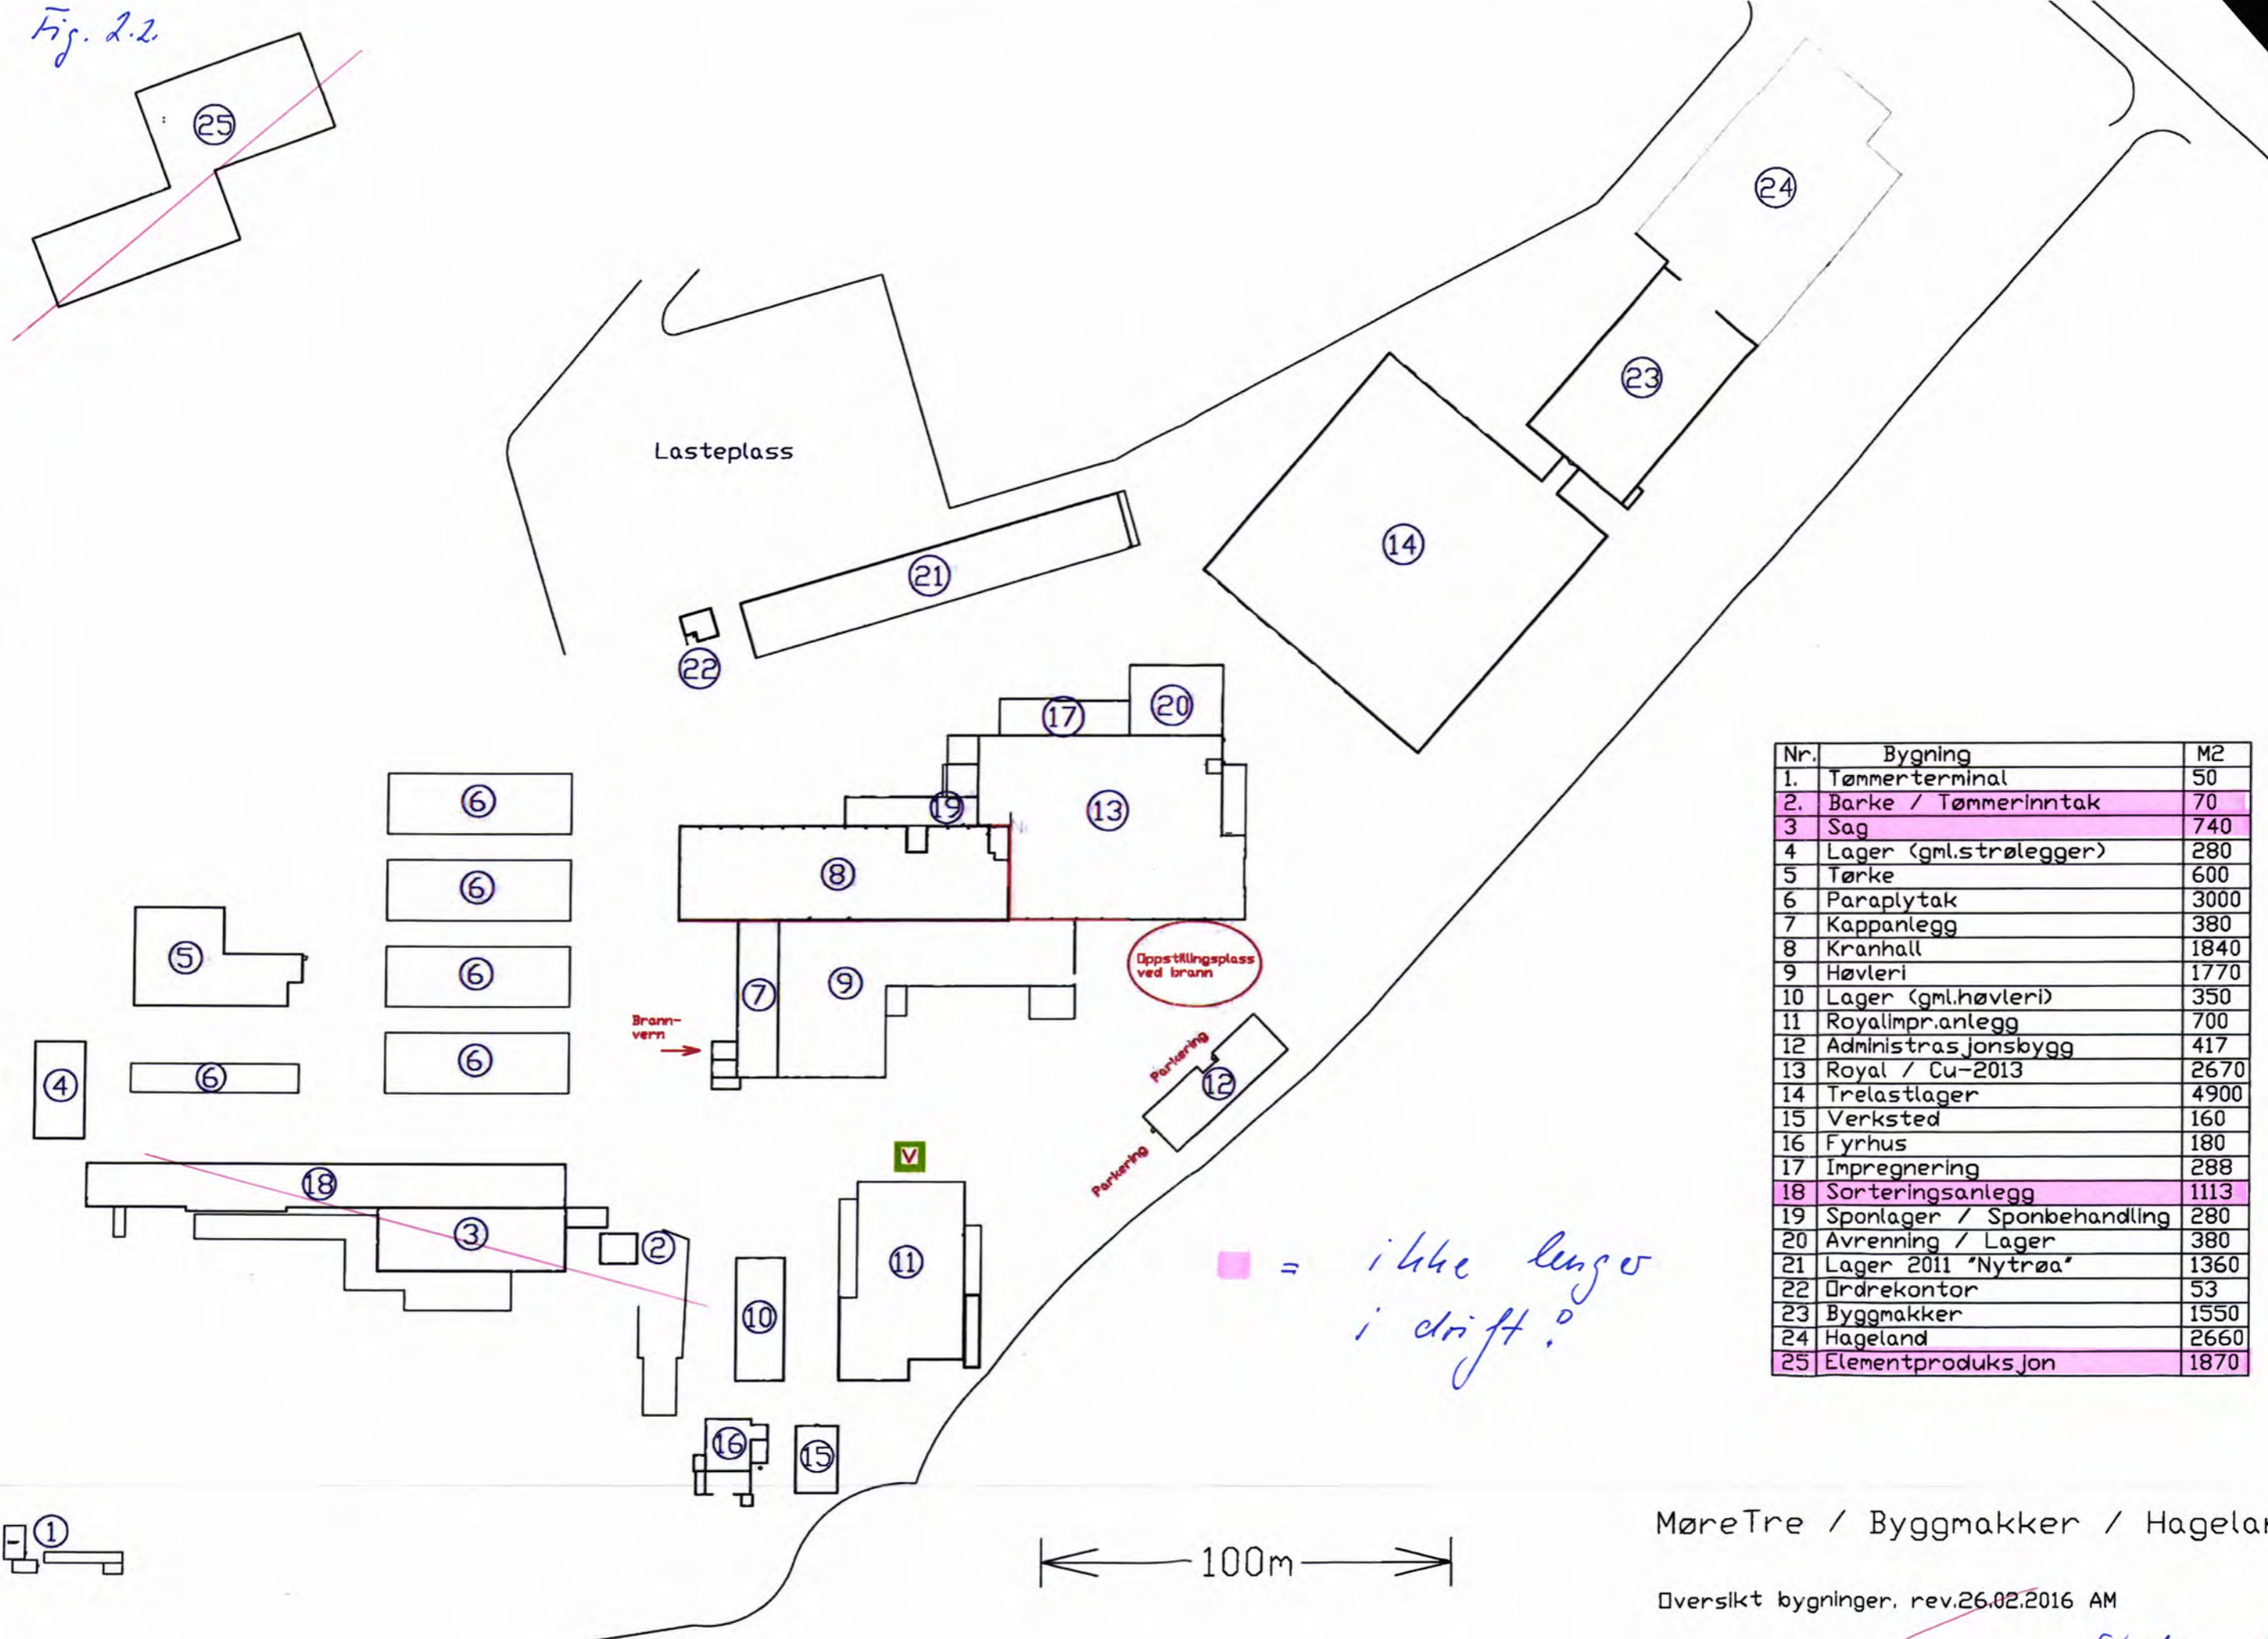 Fig. 2.2.
25
24
23
Lasteplass
14
21
22
17
20
19
13
6
8
6
5
6
7
9
Oppstillingsplass
ved brann
Brann-
vern
6
4
6
Parkering
12
Parkering
V
18
3
2
11
10
16
15
1
= ikke lenger
i drift?
Nr. Bygning M2
1. Tømmerterminal 50
2. Barke / Tømmerinntak 70
3 Sag 740
4 Lager (gml.strølegger) 280
5 Tørke 600
6 Paraplytak 3000
7 Kappanlegg 380
8 Kranhall 1840
9 Høvleri 1770
10 Lager (gml.høvleri) 350
11 Royalimpr.anlegg 700
12 Administrasjonsbygg 417
13 Royal / Cu-2013 2670
14 Trelastlager 4900
15 Verksted 160
16 Fyrhus 180
17 Impregnering 288
18 Sorteringsanlegg 1113
19 Sponlager / Sponbehandling 280
20 Avrenning / Lager 380
21 Lager 2011 "Nytrøa" 1360
22 Ordrekontor 53
23 Byggmakker 1550
24 Hageland 2660
25 Elementproduksjon 1870
100m
MøreTre / Byggmakker / Hagelan
Oversikt bygninger. rev.26.02.2016 AM